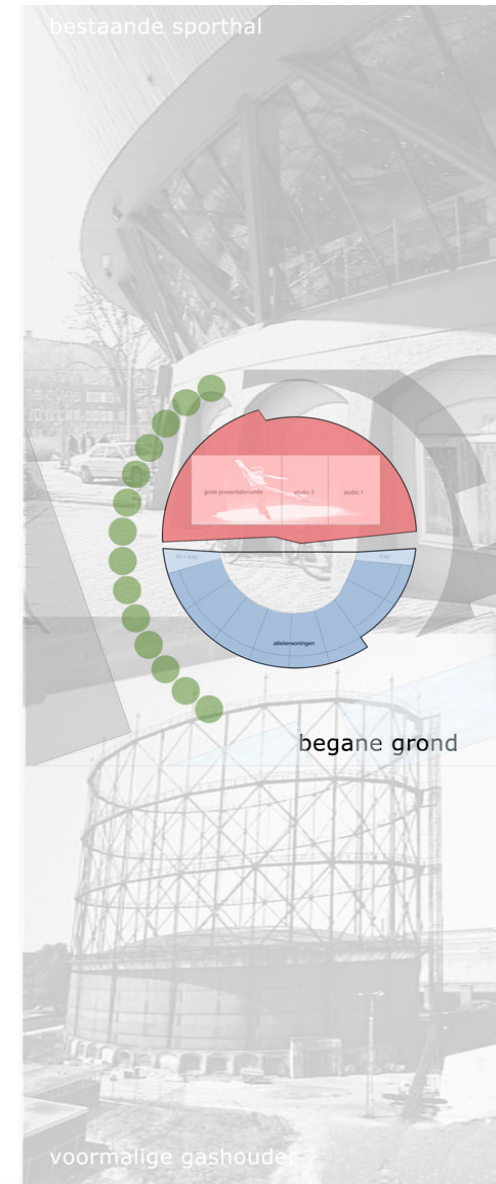 bestaande sporthal
grote presentatieruimte
studio 2
studio 1
atelierwoningen
begane grond
voormalige gashouder